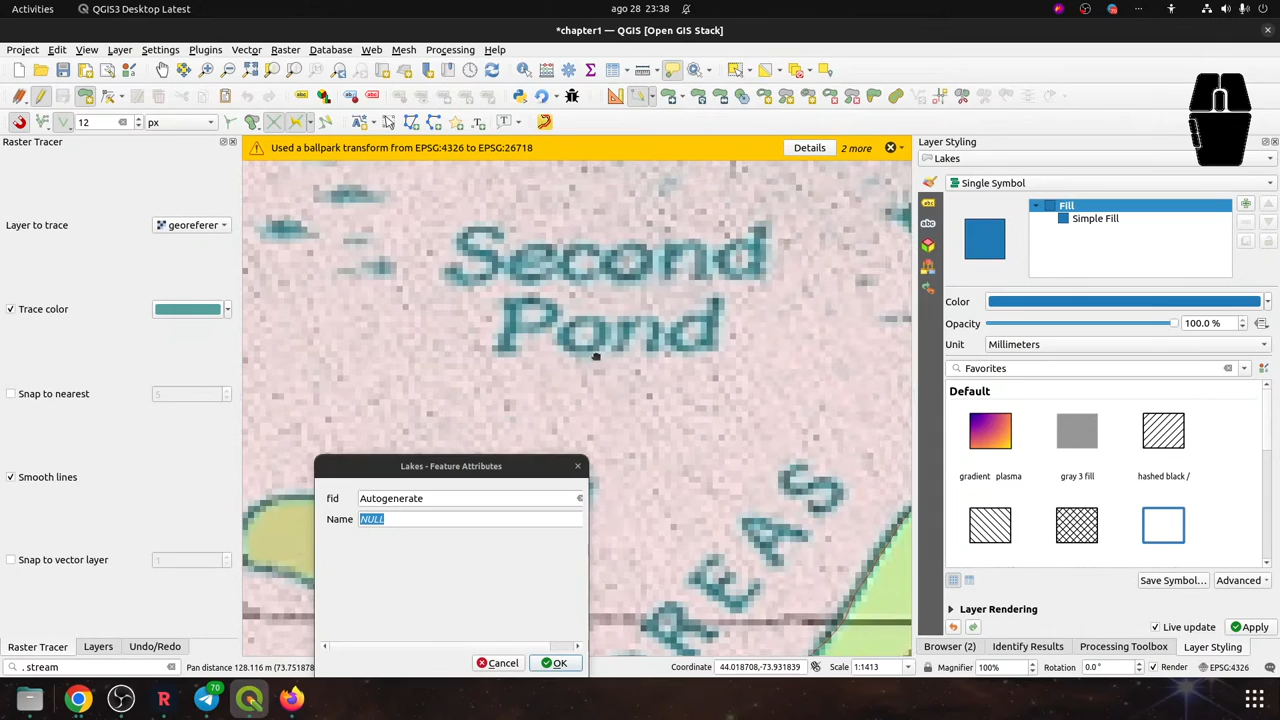 Activities
QGIS3 Desktop Latest
ago 28 23:38
*chapter1 — QGIS [Open GIS Stack]
Project Edit View Layer Settings Plugins Vector Raster Database Web Mesh Processing Help
12 px
Raster Tracer
Used a ballpark transform from EPSG:4326 to EPSG:26718
Details
2 more
Layer Styling
Lakes
Single Symbol
Fill
Simple Fill
Layer to trace
georeferer
Trace color
Snap to nearest
5
Smooth lines
Snap to vector layer
1
Second
Pond
REAS
Lakes - Feature Attributes
fid Autogenerate
Name NULL
Cancel
OK
Color
Opacity
100.0 %
Unit
Millimeters
Favorites
Default
gradient plasma
gray 3 fill
hashed black /
Save Symbol…
Advanced
Layer Rendering
Live update
Apply
Raster Tracer
Layers
Undo/Redo
Browser (2)
Identify Results
Processing Toolbox
Layer Styling
. stream
Pan distance 128.116 m (73.751878
Coordinate 44.018708,-73.931839
Scale 1:1413
Magnifier 100%
Rotation 0.0 °
Render
EPSG:4326
70
R